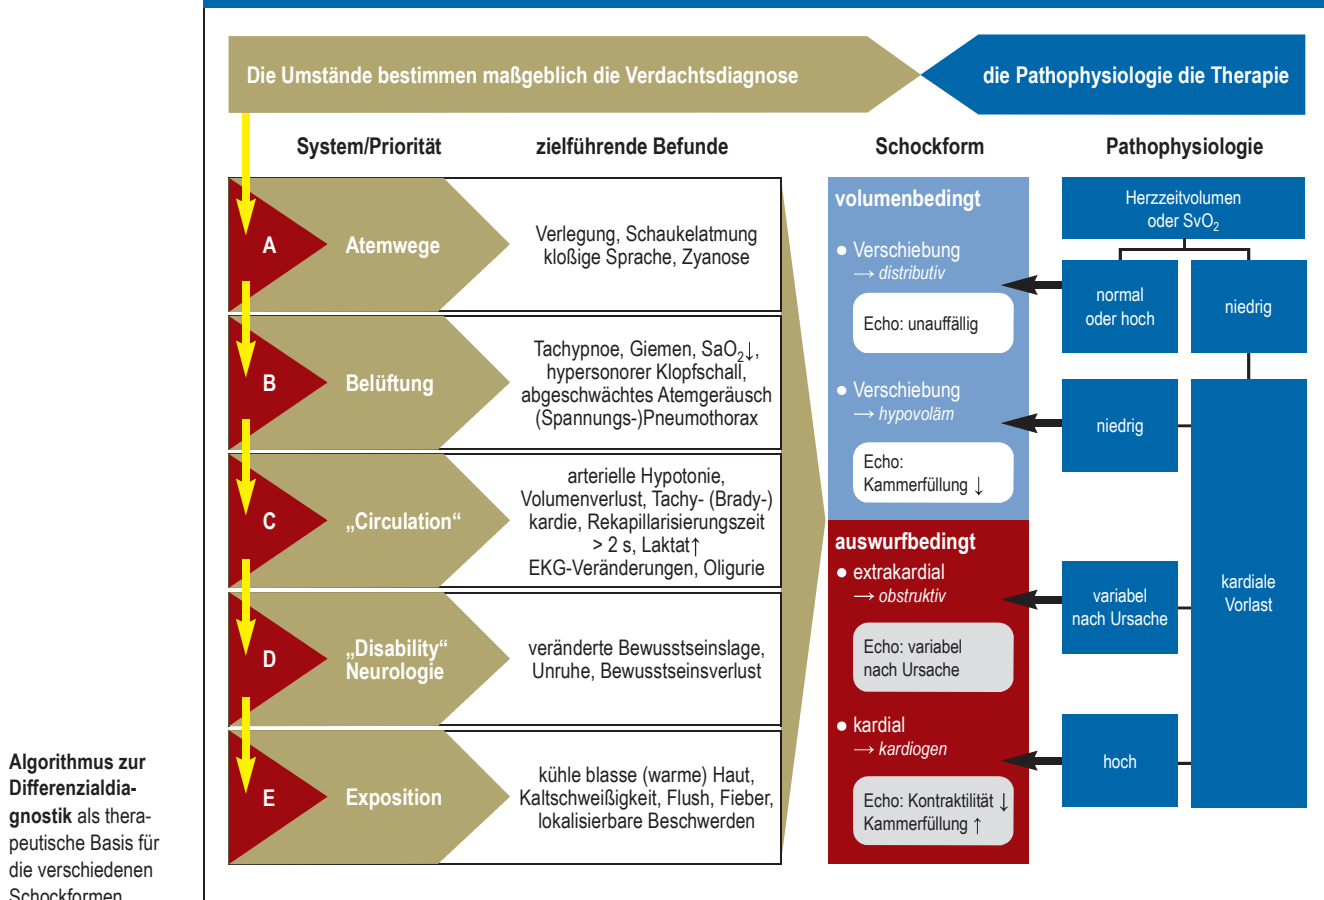 Die Umstände bestimmen maßgeblich die Verdachtsdiagnose
die Pathophysiologie die Therapie
System/Priorität
zielführende Befunde
Schockform
Pathophysiologie
A
Atemwege
Verlegung, Schaukelatmung
kloßige Sprache, Zyanose
B
Belüftung
Tachypnoe, Giemen, SaO₂↓,
hypersonorer Klopfschall,
abgeschwächtes Atemgeräusch
(Spannungs-)Pneumothorax
C
„Circulation“
arterielle Hypotonie,
Volumenverlust, Tachy- (Brady-)
kardie, Rekapillarisierungszeit
> 2 s, Laktat↑
EKG-Veränderungen, Oligurie
D
„Disability“
Neurologie
veränderte Bewusstseinslage,
Unruhe, Bewusstseinsverlust
E
Exposition
kühle blasse (warme) Haut,
Kaltschweißigkeit, Flush, Fieber,
lokalisierbare Beschwerden
volumenbedingt
● Verschiebung
→ distributiv
Echo: unauffällig
● Verschiebung
→ hypovoläm
Echo:
Kammerfüllung ↓
auswurfbedingt
● extrakardial
→ obstruktiv
Echo: variabel
nach Ursache
● kardial
→ kardiogen
Echo: Kontraktilität ↓
Kammerfüllung ↑
Herzzeitvolumen
oder SvO₂
normal
oder hoch
niedrig
niedrig
variabel
nach Ursache
hoch
kardiale
Vorlast
Algorithmus zur
Differenzialdia-
gnostik als thera-
peutische Basis für
die verschiedenen
Schockformen